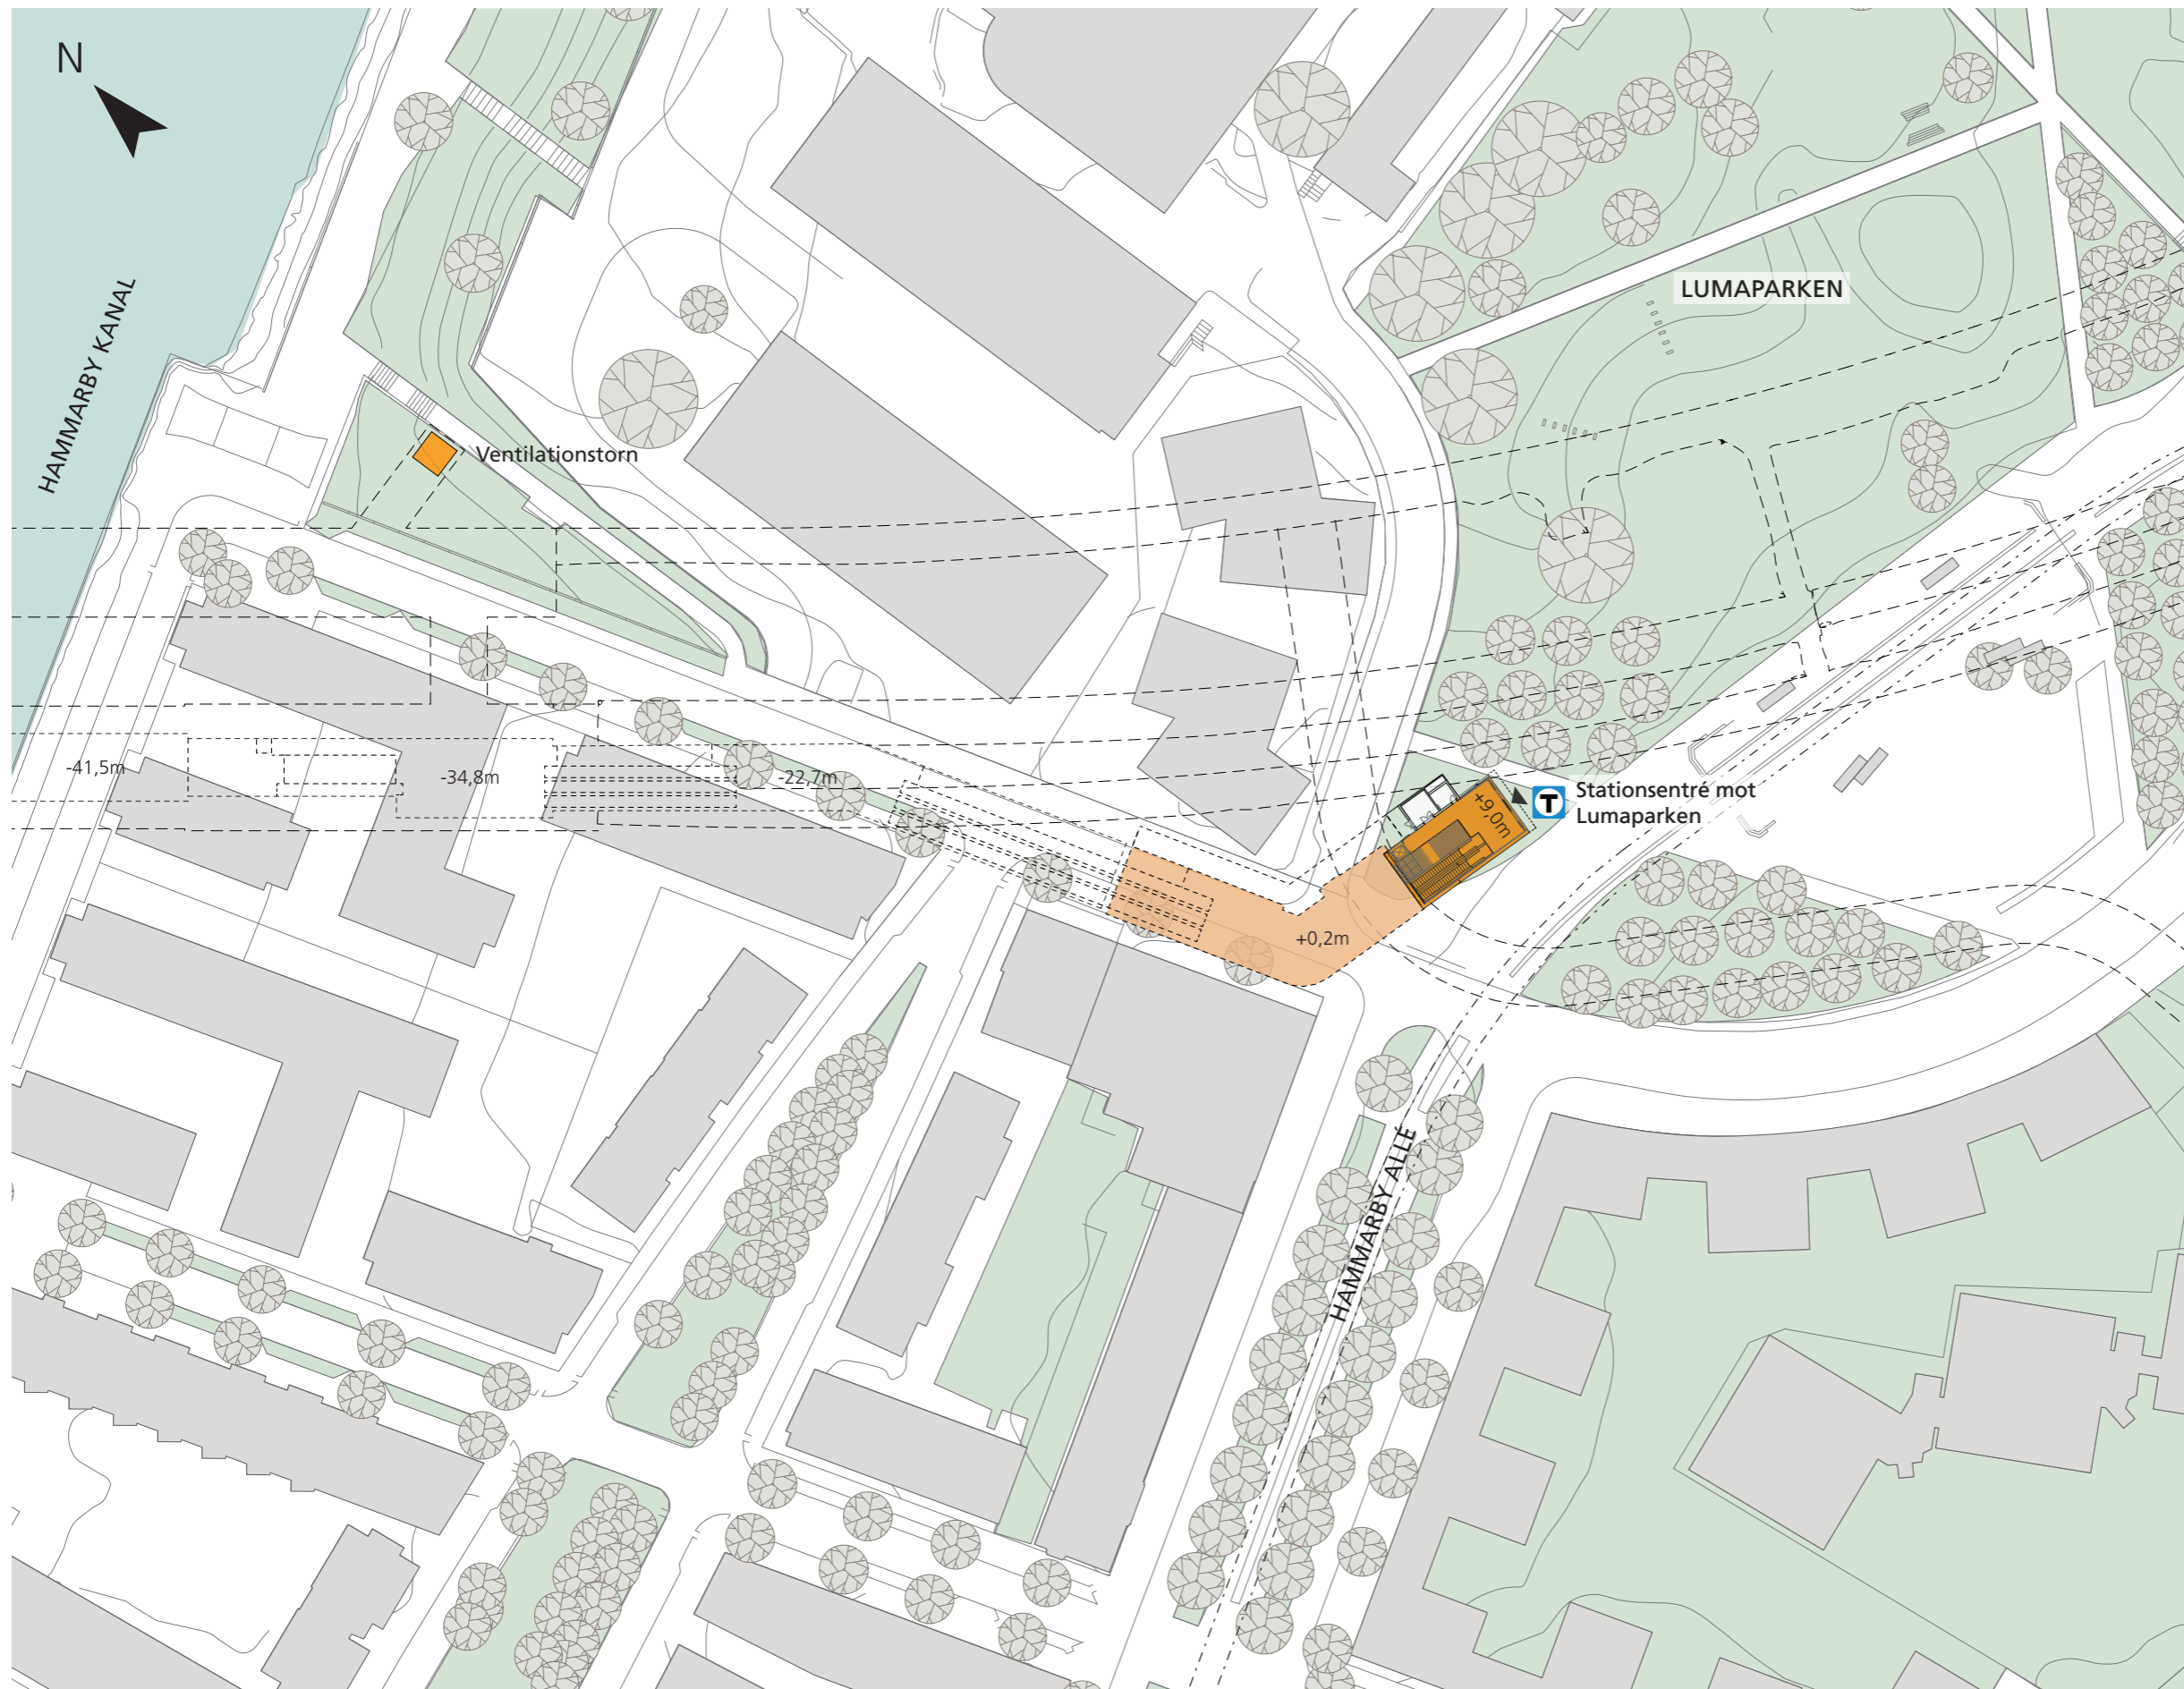 N
HAMMARBY KANAL
LUMAPARKEN
Ventilationstorn
-41,5m
-34,8m
-22,7m
+9,0m
T
Stationsentré mot
Lumaparken
+0,2m
HAMMARBY ALLÉ